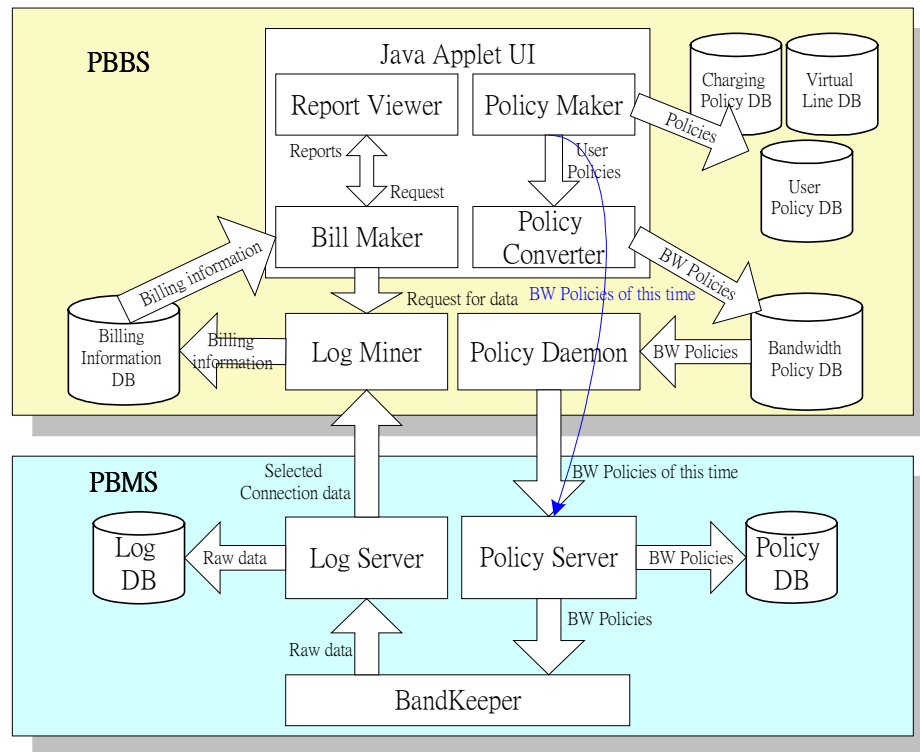 PBBS
Java Applet UI
Report Viewer
Policy Maker
Charging
Policy DB
Virtual
Line DB
Policies
Reports
Request
User
Policies
User
Policy DB
Bill Maker
Policy
Converter
Billing information
BW Policies
Request for data
BW Policies of this time
Billing
Information
DB
Billing
information
Log Miner
Policy Daemon
BW Policies
Bandwidth
Policy DB
Selected
Connection data
BW Policies of this time
PBMS
Log
DB
Raw data
Log Server
Policy Server
BW Policies
Policy
DB
Raw data
BW Policies
BandKeeper